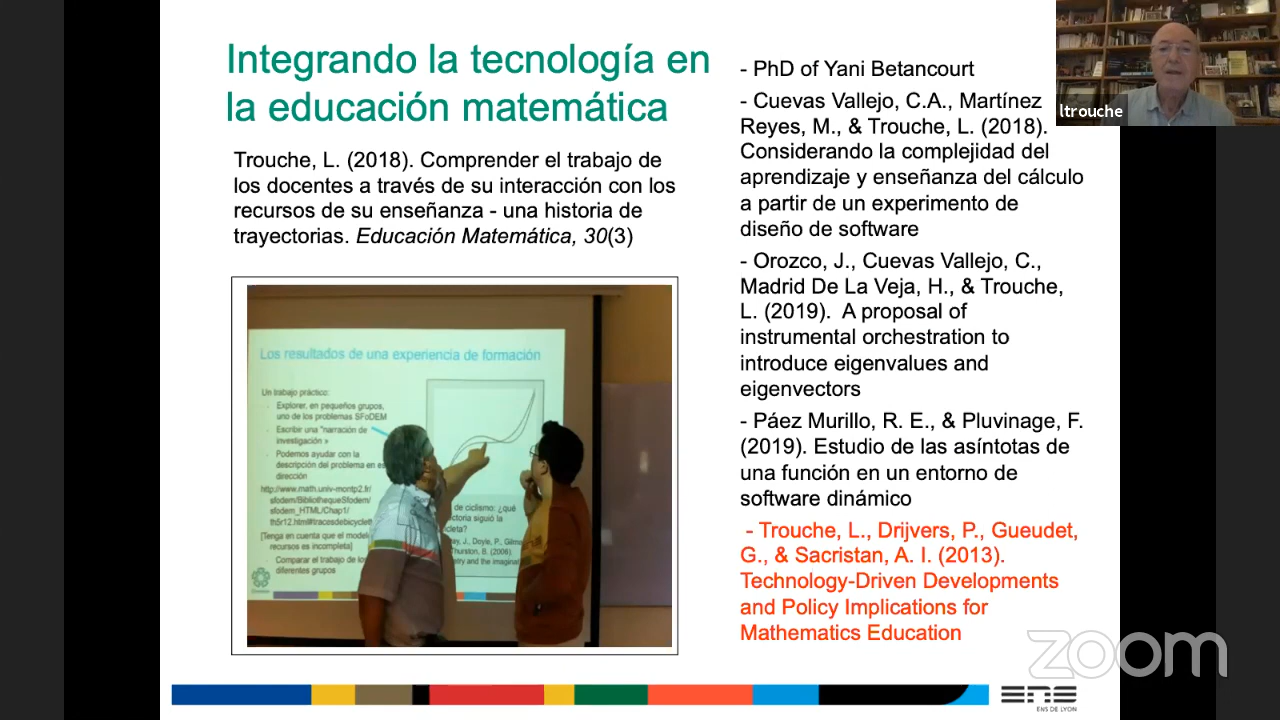 Integrando la tecnología en
la educación matemática
Trouche, L. (2018). Comprender el trabajo de
los docentes a través de su interacción con los
recursos de su enseñanza - una historia de
trayectorias. Educación Matemática, 30(3)
Los resultados de una experiencia de formación
Un trabajo práctico:
Explorer, en pequeños grupos,
uno de los problemas SFoDEM
Escribir una "narración de
investigación »
Podemos ayudar con la
descripción del problema en es
dirección
http://www.math.univ-montp2.fr/
sfodem/BibliothequeSfodem/
sfodem_HTML/Chap1/
th5r12.html#tracesdebicyclet
[Tenga en cuenta que el model
recursos es incompleta]
Comparar el trabajo de los
diferentes grupos
de ciclismo: ¿qué
ectoria siguió la
cleta?
ay, J., Doyle, P., Gilma
Thurston, B. (2006).
etry and the imaginat
- PhD of Yani Betancourt
- Cuevas Vallejo, C.A., Martínez
Reyes, M., & Trouche, L. (2018).
Considerando la complejidad del
aprendizaje y enseñanza del cálculo
a partir de un experimento de
diseño de software
- Orozco, J., Cuevas Vallejo, C.,
Madrid De La Veja, H., & Trouche,
L. (2019). A proposal of
instrumental orchestration to
introduce eigenvalues and
eigenvectors
- Páez Murillo, R. E., & Pluvinage, F.
(2019). Estudio de las asíntotas de
una función en un entorno de
software dinámico
- Trouche, L., Drijvers, P., Gueudet,
G., & Sacristan, A. I. (2013).
Technology-Driven Developments
and Policy Implications for
Mathematics Education
ltrouche
zoom
ENS
ENS DE LYON